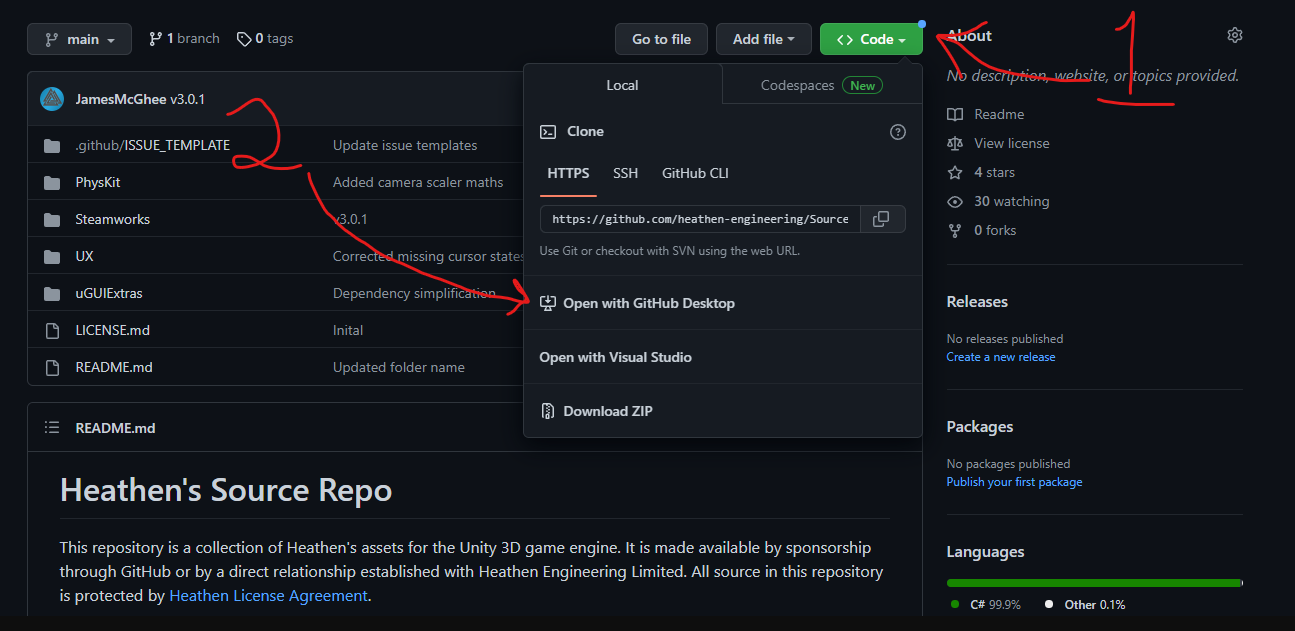 main
1 branch
0 tags
Go to file
Add file
Code
1
JamesMcGhee v3.0.1
2
.github/ISSUE_TEMPLATE Update issue templates
PhysKit Added camera scaler maths
Steamworks v3.0.1
UX Corrected missing cursor states
uGUIExtras Dependency simplification
LICENSE.md Inital
README.md Updated folder name
Local
Codespaces New
Clone
HTTPS SSH GitHub CLI
https://github.com/heathen-engineering/Source
Use Git or checkout with SVN using the web URL.
Open with GitHub Desktop
Open with Visual Studio
Download ZIP
README.md
Heathen's Source Repo
This repository is a collection of Heathen's assets for the Unity 3D game engine. It is made available by sponsorship
through GitHub or by a direct relationship established with Heathen Engineering Limited. All source in this repository
is protected by Heathen License Agreement.
About
No description, website, or topics provided.
Readme
View license
4 stars
30 watching
0 forks
Releases
No releases published
Create a new release
Packages
No packages published
Publish your first package
Languages
C# 99.9% Other 0.1%